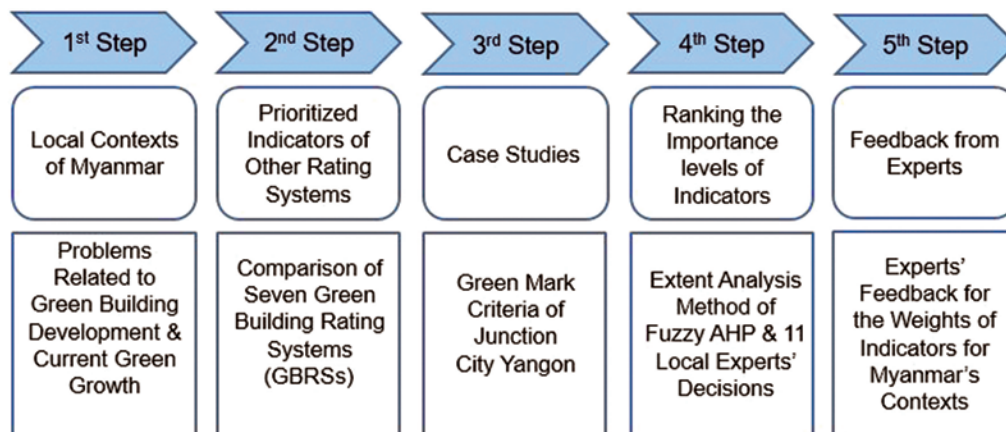 1st Step
2nd Step
3rd Step
4th Step
5th Step
Local Contexts
of Myanmar
Prioritized
Indicators of
Other Rating
Systems
Case Studies
Ranking the
Importance
levels of
Indicators
Feedback from
Experts
Problems
Related to
Green Building
Development &
Current Green
Growth
Comparison of
Seven Green
Building Rating
Systems
(GBRSs)
Green Mark
Criteria of
Junction
City Yangon
Extent Analysis
Method of
Fuzzy AHP & 11
Local Experts'
Decisions
Experts'
Feedback for
the Weights of
Indicators for
Myanmar's
Contexts